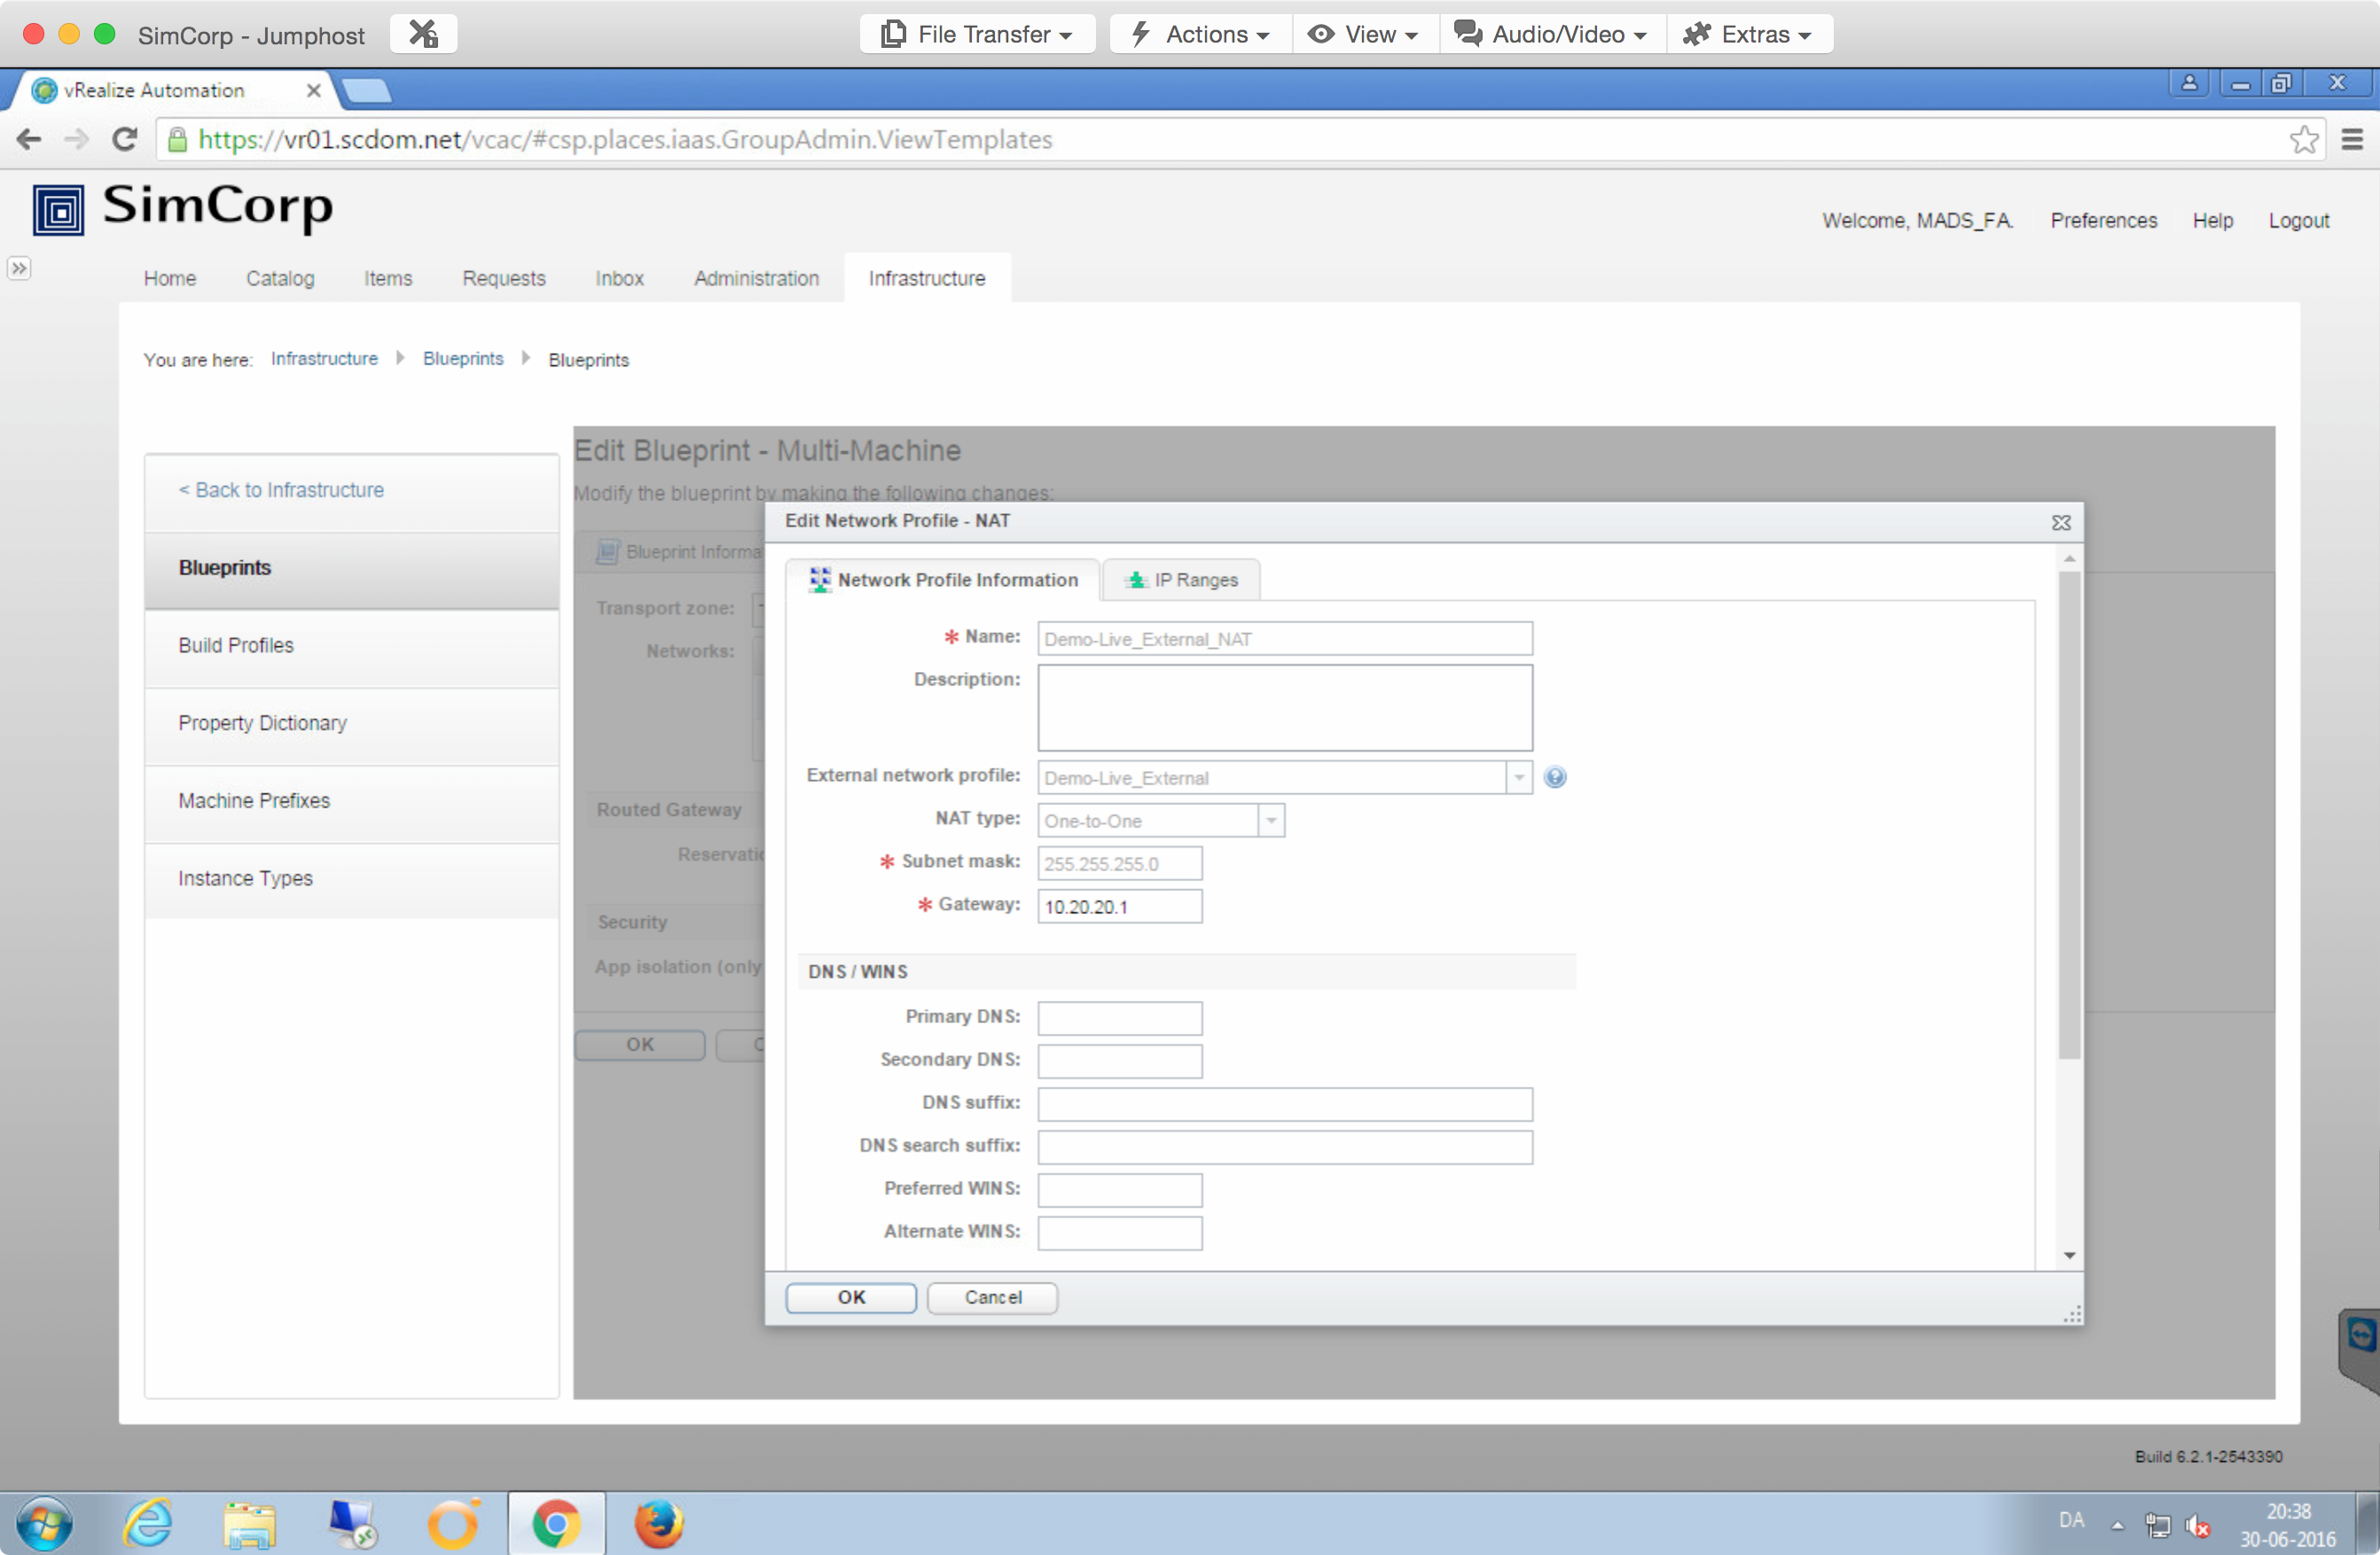 SimCorp - Jumphost
File Transfer
Actions
View
Audio/Video
Extras
vRealize Automation
https://vr01.scdom.net/vcac/#csp.places.iaas.GroupAdmin.ViewTemplates
SimCorp
Welcome, MADS_FA.
Preferences
Help
Logout
Home
Catalog
Items
Requests
Inbox
Administration
Infrastructure
You are here:
Infrastructure
Blueprints
Blueprints
< Back to Infrastructure
Blueprints
Build Profiles
Property Dictionary
Machine Prefixes
Instance Types
Edit Blueprint - Multi-Machine
Modify the blueprint by making the following changes:
Blueprint Informa
Transport zone:
Networks:
Routed Gateway
Reservati
Security
App isolation (only
OK
C
Edit Network Profile - NAT
Network Profile Information
IP Ranges
* Name:
Demo-Live_External_NAT
Description:
External network profile:
Demo-Live_External
NAT type:
One-to-One
* Subnet mask:
255.255.255.0
* Gateway:
10.20.20.1
DNS / WINS
Primary DNS:
Secondary DNS:
DNS suffix:
DNS search suffix:
Preferred WINS:
Alternate WINS:
OK
Cancel
Build 6.2.1-2543390
DA
20:38
30-06-2016